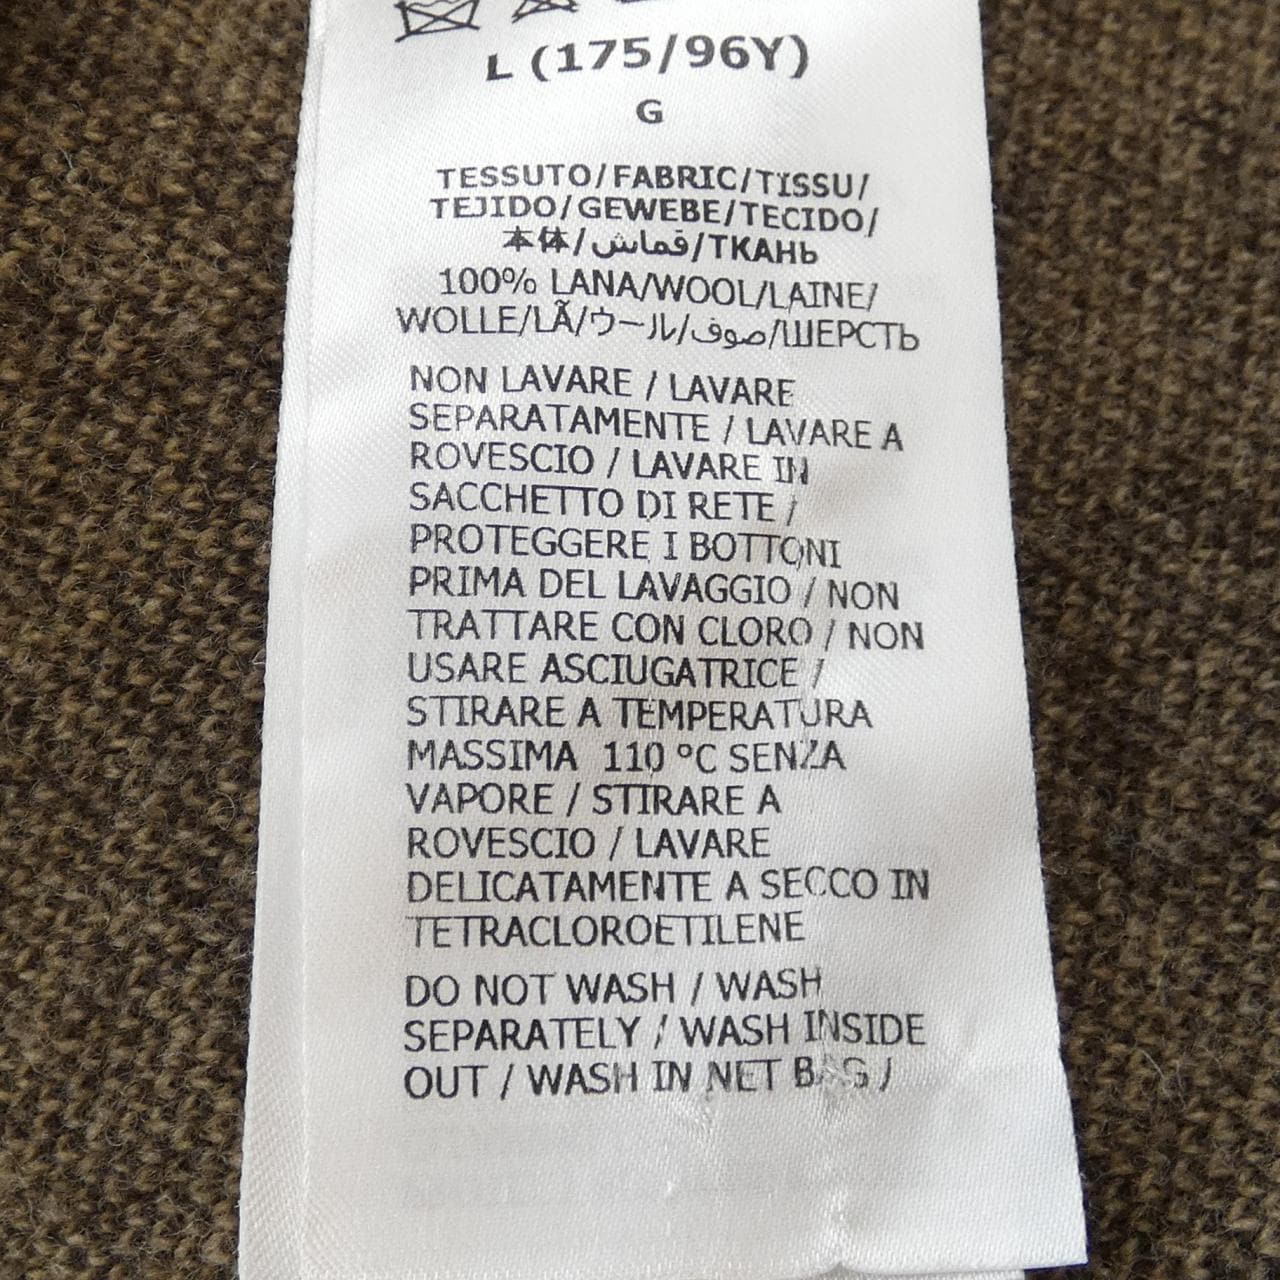 L (175/96Y)
G
TESSUTO/FABRIC/TISSU/
TEJIDO/GEWEBE/TECIDO/
本体/قماش/ТКАНЬ
100% LANA/WOOL/LAINE/
WOLLE/LÃ/ウール/صوف/ШЕРСТЬ
NON LAVARE / LAVARE
SEPARATAMENTE / LAVARE A
ROVESCIO / LAVARE IN
SACCHETTO DI RETE /
PROTEGGERE I BOTTONI
PRIMA DEL LAVAGGIO / NON
TRATTARE CON CLORO / NON
USARE ASCIUGATRICE /
STIRARE A TEMPERATURA
MASSIMA 110 °C SENZA
VAPORE / STIRARE A
ROVESCIO / LAVARE
DELICATAMENTE A SECCO IN
TETRACLOROETILENE
DO NOT WASH / WASH
SEPARATELY / WASH INSIDE
OUT / WASH IN NET BAG /